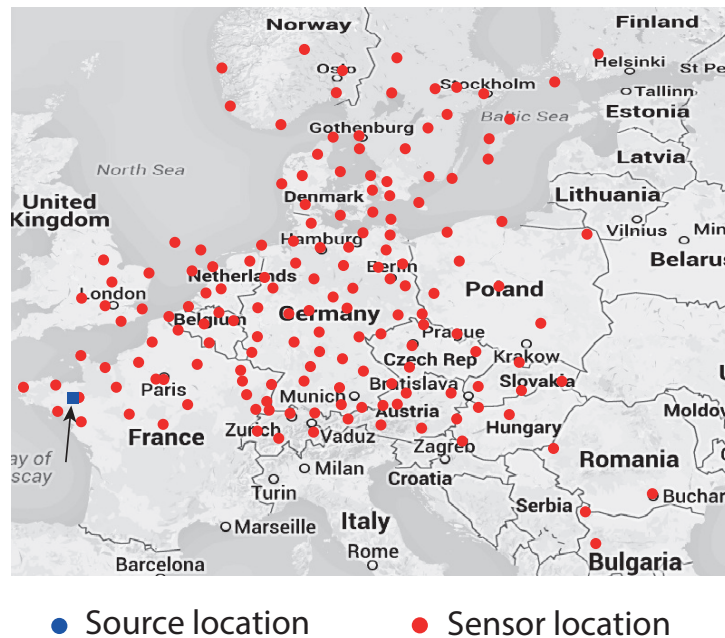 Norway
Finland
Oslo
Helsinki
St Pe
Stockholm
Tallinn
Estonia
Baltic Sea
Gothenburg
Latvia
North Sea
Denmark
Lithuania
United
Kingdom
Vilnius
Min
Hamburg
Belarus
Netherlands
Berlin
London
Poland
Belgium
Germany
Prague
Czech Rep
Krakow
Paris
Slovakia
U
Munich
Bratislava
Austria
Moldov
Zurich
Vaduz
Hungary
France
Zagreb
ay of
scay
Milan
Croatia
Romania
Turin
Serbia
Buchar
Marseille
Italy
Rome
Barcelona
Bulgaria
Source location
Sensor location